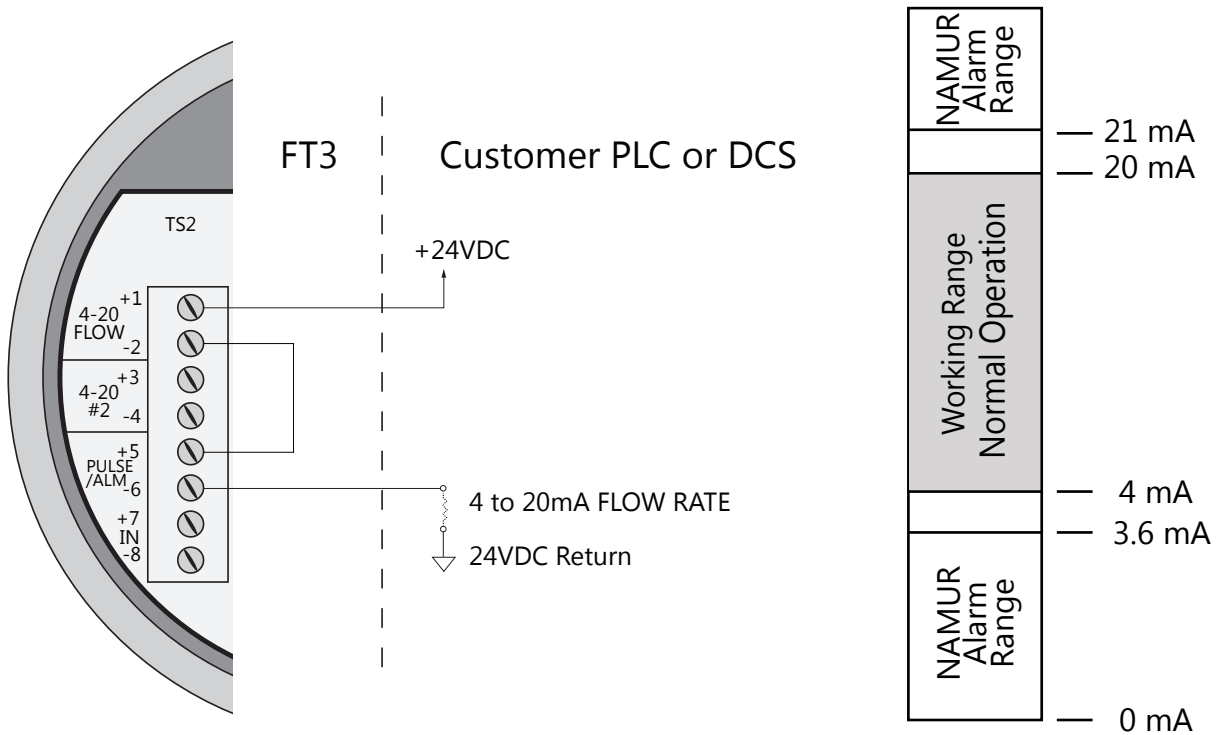 FT3
Customer PLC or DCS
TS2
+24VDC
+1
4-20
FLOW
-2
+3
4-20
#2
-4
+5
PULSE
/ALM
-6
+7
IN
-8
4 to 20mA FLOW RATE
24VDC Return
NAMUR
Alarm
Range
21 mA
20 mA
Working Range
Normal Operation
4 mA
3.6 mA
NAMUR
Alarm
Range
0 mA